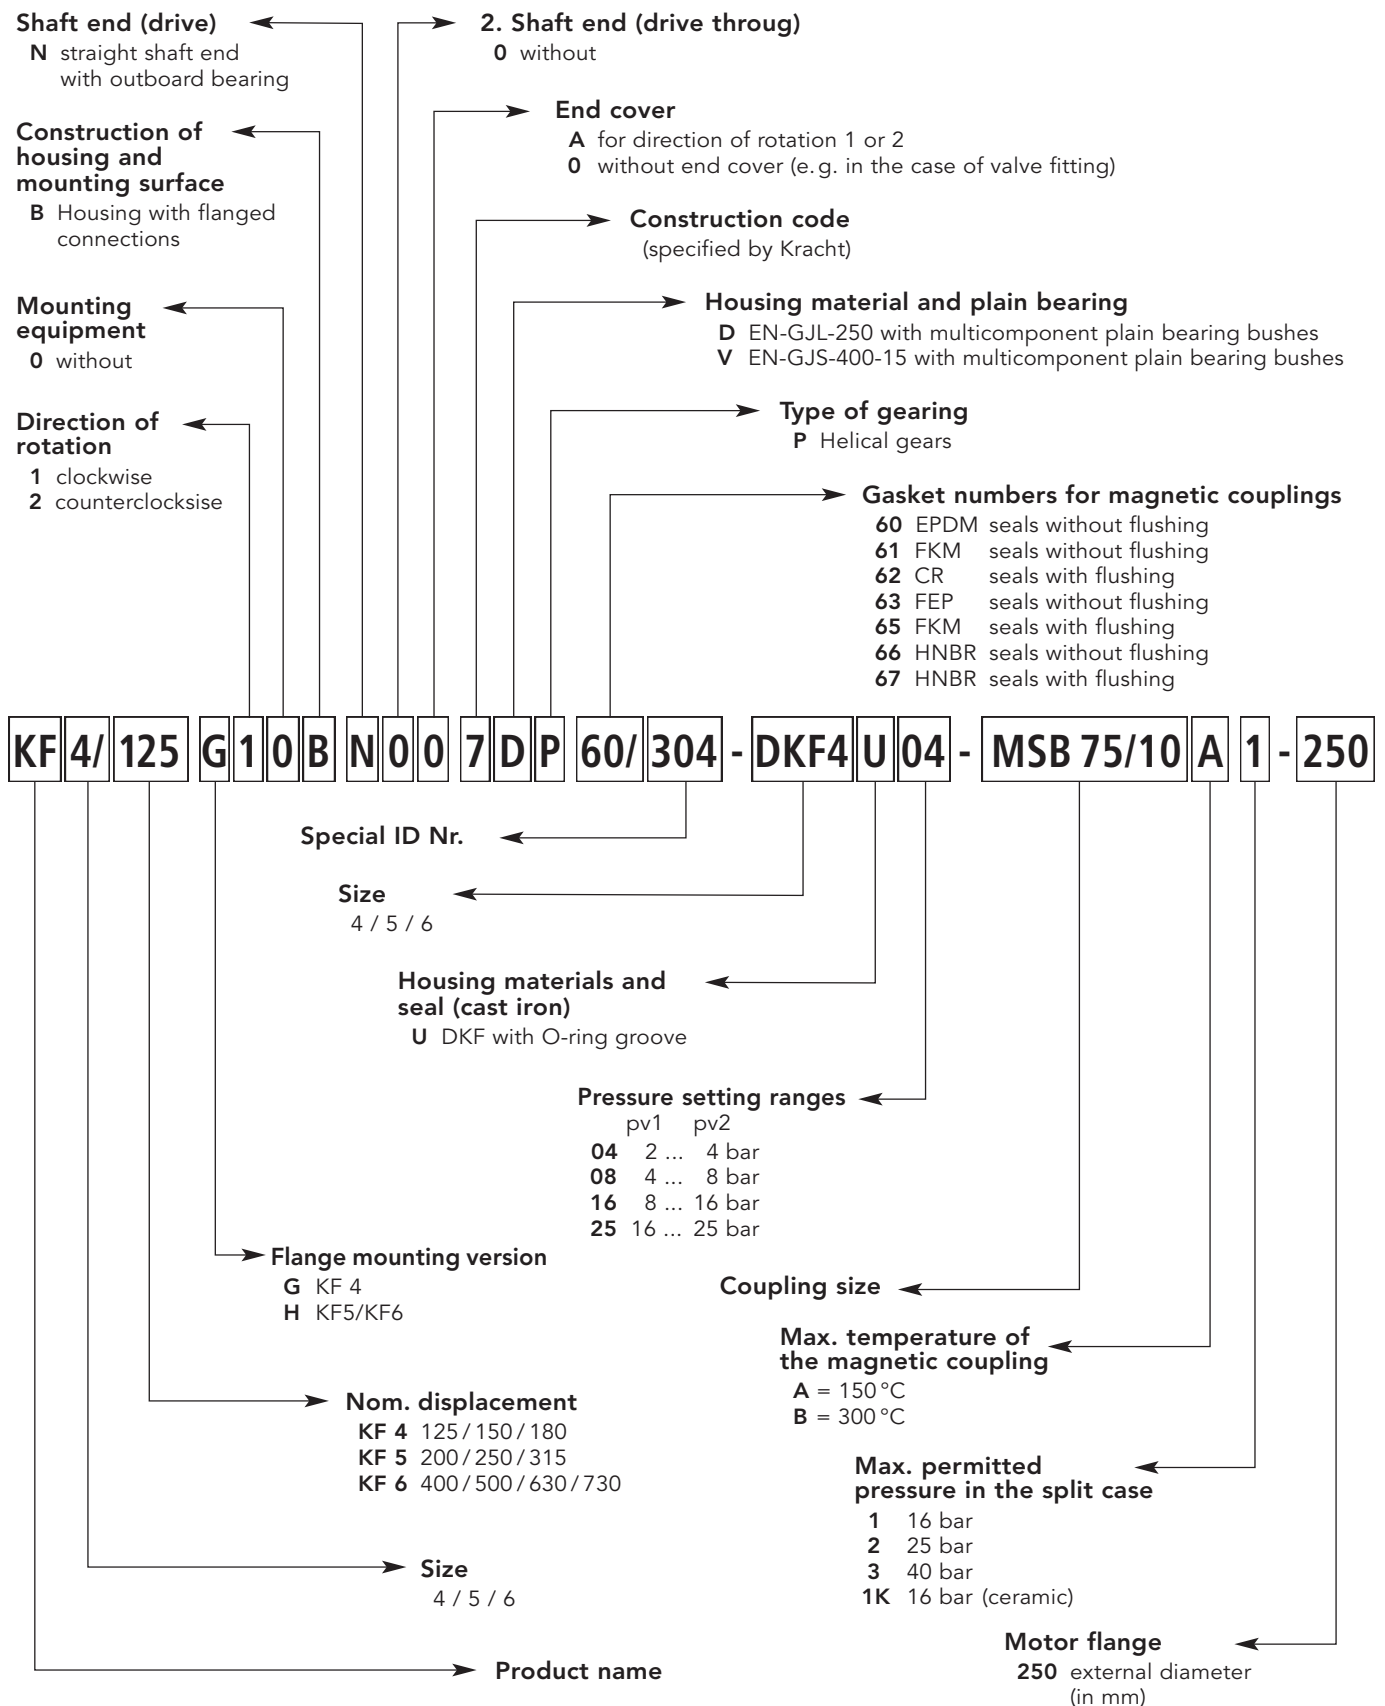 Shaft end (drive)
N straight shaft end
with outboard bearing
2. Shaft end (drive throug)
0 without
Construction of
housing and
mounting surface
B Housing with flanged
connections
End cover
A for direction of rotation 1 or 2
0 without end cover (e. g. in the case of valve fitting)
Construction code
(specified by Kracht)
Mounting
equipment
0 without
Housing material and plain bearing
D EN-GJL-250 with multicomponent plain bearing bushes
V EN-GJS-400-15 with multicomponent plain bearing bushes
Direction of
rotation
1 clockwise
2 counterclocksise
Type of gearing
P Helical gears
Gasket numbers for magnetic couplings
60 EPDM seals without flushing
61 FKM seals without flushing
62 CR seals with flushing
63 FEP seals without flushing
65 FKM seals with flushing
66 HNBR seals without flushing
67 HNBR seals with flushing
KF 4/ 125 G 1 0 B N 0 0 7 D P 60/ 304 - DKF4 U 04 - MSB 75/10 A 1 - 250
Special ID Nr.
Size
4 / 5 / 6
Housing materials and
seal (cast iron)
U DKF with O-ring groove
Pressure setting ranges
pv1 pv2
04 2 ... 4 bar
08 4 ... 8 bar
16 8 ... 16 bar
25 16 ... 25 bar
Flange mounting version
G KF 4
H KF5/KF6
Coupling size
Max. temperature of
the magnetic coupling
A = 150 °C
B = 300 °C
Nom. displacement
KF 4 125 / 150 / 180
KF 5 200 / 250 / 315
KF 6 400 / 500 / 630 / 730
Max. permitted
pressure in the split case
1 16 bar
2 25 bar
3 40 bar
1K 16 bar (ceramic)
Size
4 / 5 / 6
Motor flange
250 external diameter
(in mm)
Product name